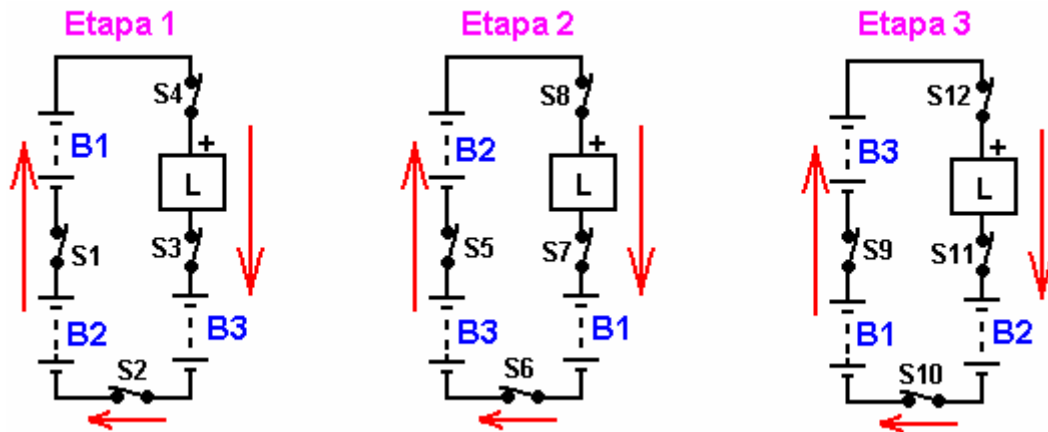 Etapa 1
S4
B1
+
L
S1
S3
B2
B3
S2
Etapa 2
S8
B2
+
L
S5
S7
B3
B1
S6
Etapa 3
S12
B3
+
L
S9
S11
B1
B2
S10